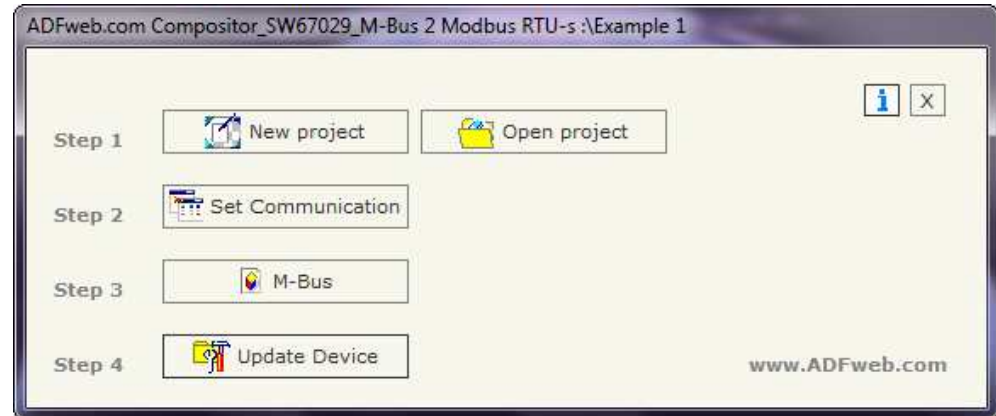 ADFweb.com Compositor_SW67029_M-Bus 2 Modbus RTU-s :\Example 1
i X
Step 1 New project Open project
Step 2 Set Communication
Step 3 M-Bus
Step 4 Update Device
www.ADFweb.com